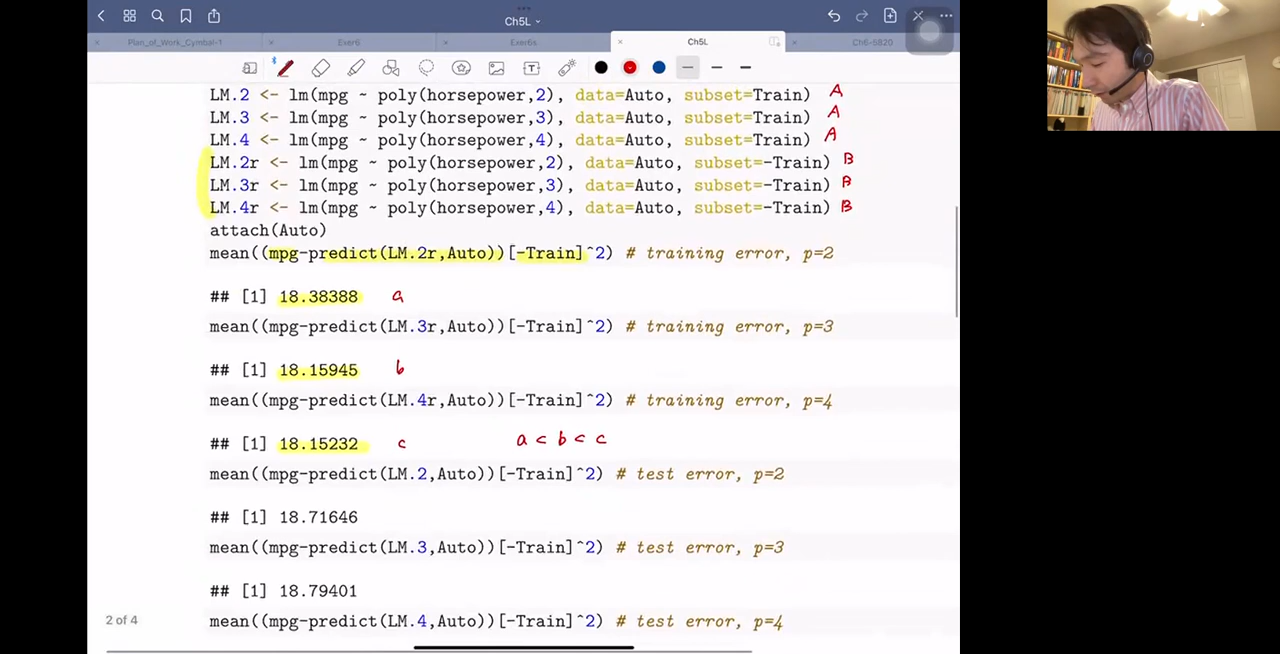 Ch5L
Plan_of_Work_Cymbal-1
Exer6
Exer6s
Ch5L
Ch6-5820
LM.2 <- lm(mpg ~ poly(horsepower,2), data=Auto, subset=Train) A
LM.3 <- lm(mpg ~ poly(horsepower,3), data=Auto, subset=Train) A
LM.4 <- lm(mpg ~ poly(horsepower,4), data=Auto, subset=Train) A
LM.2r <- lm(mpg ~ poly(horsepower,2), data=Auto, subset=-Train) B
LM.3r <- lm(mpg ~ poly(horsepower,3), data=Auto, subset=-Train) B
LM.4r <- lm(mpg ~ poly(horsepower,4), data=Auto, subset=-Train) B
attach(Auto)
mean((mpg-predict(LM.2r,Auto))[-Train]^2) # training error, p=2
## [1] 18.38388 a
mean((mpg-predict(LM.3r,Auto))[-Train]^2) # training error, p=3
## [1] 18.15945 b
mean((mpg-predict(LM.4r,Auto))[-Train]^2) # training error, p=4
## [1] 18.15232 c a < b < c
mean((mpg-predict(LM.2,Auto))[-Train]^2) # test error, p=2
## [1] 18.71646
mean((mpg-predict(LM.3,Auto))[-Train]^2) # test error, p=3
## [1] 18.79401
mean((mpg-predict(LM.4,Auto))[-Train]^2) # test error, p=4
2 of 4